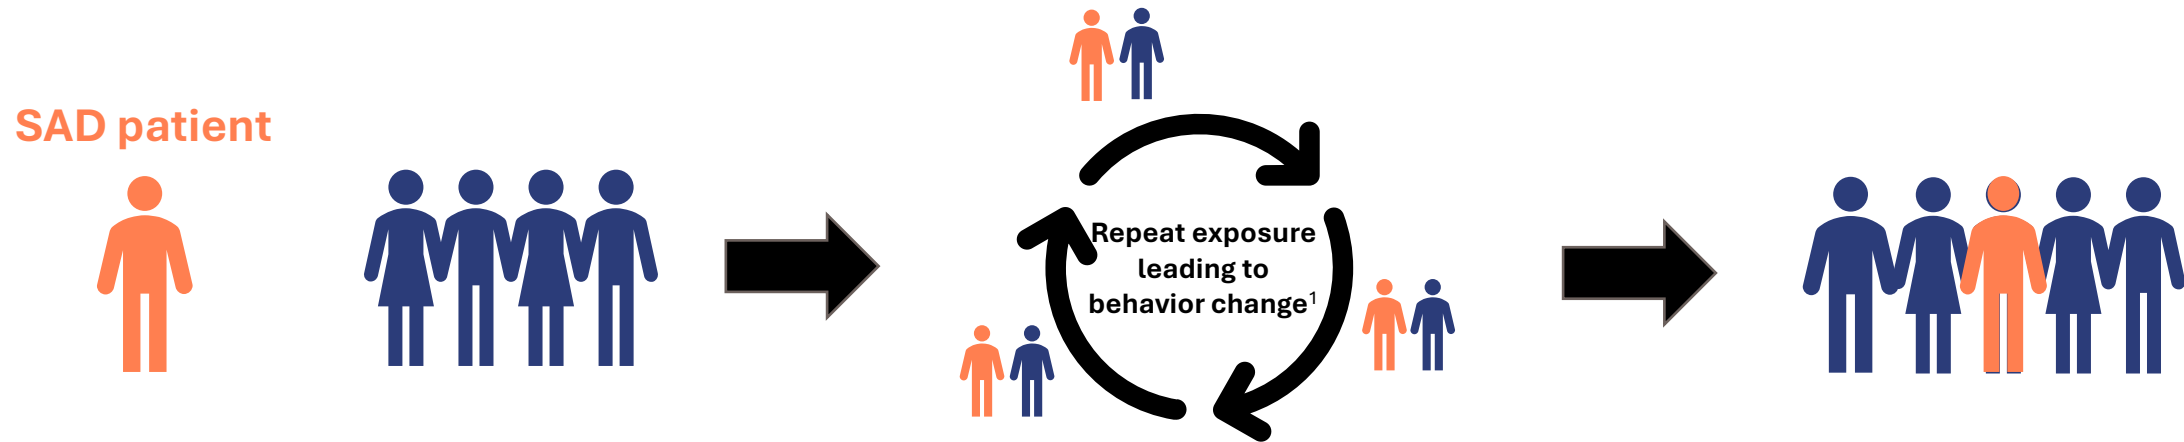 SAD patient
Repeat exposure
leading to
behavior change¹